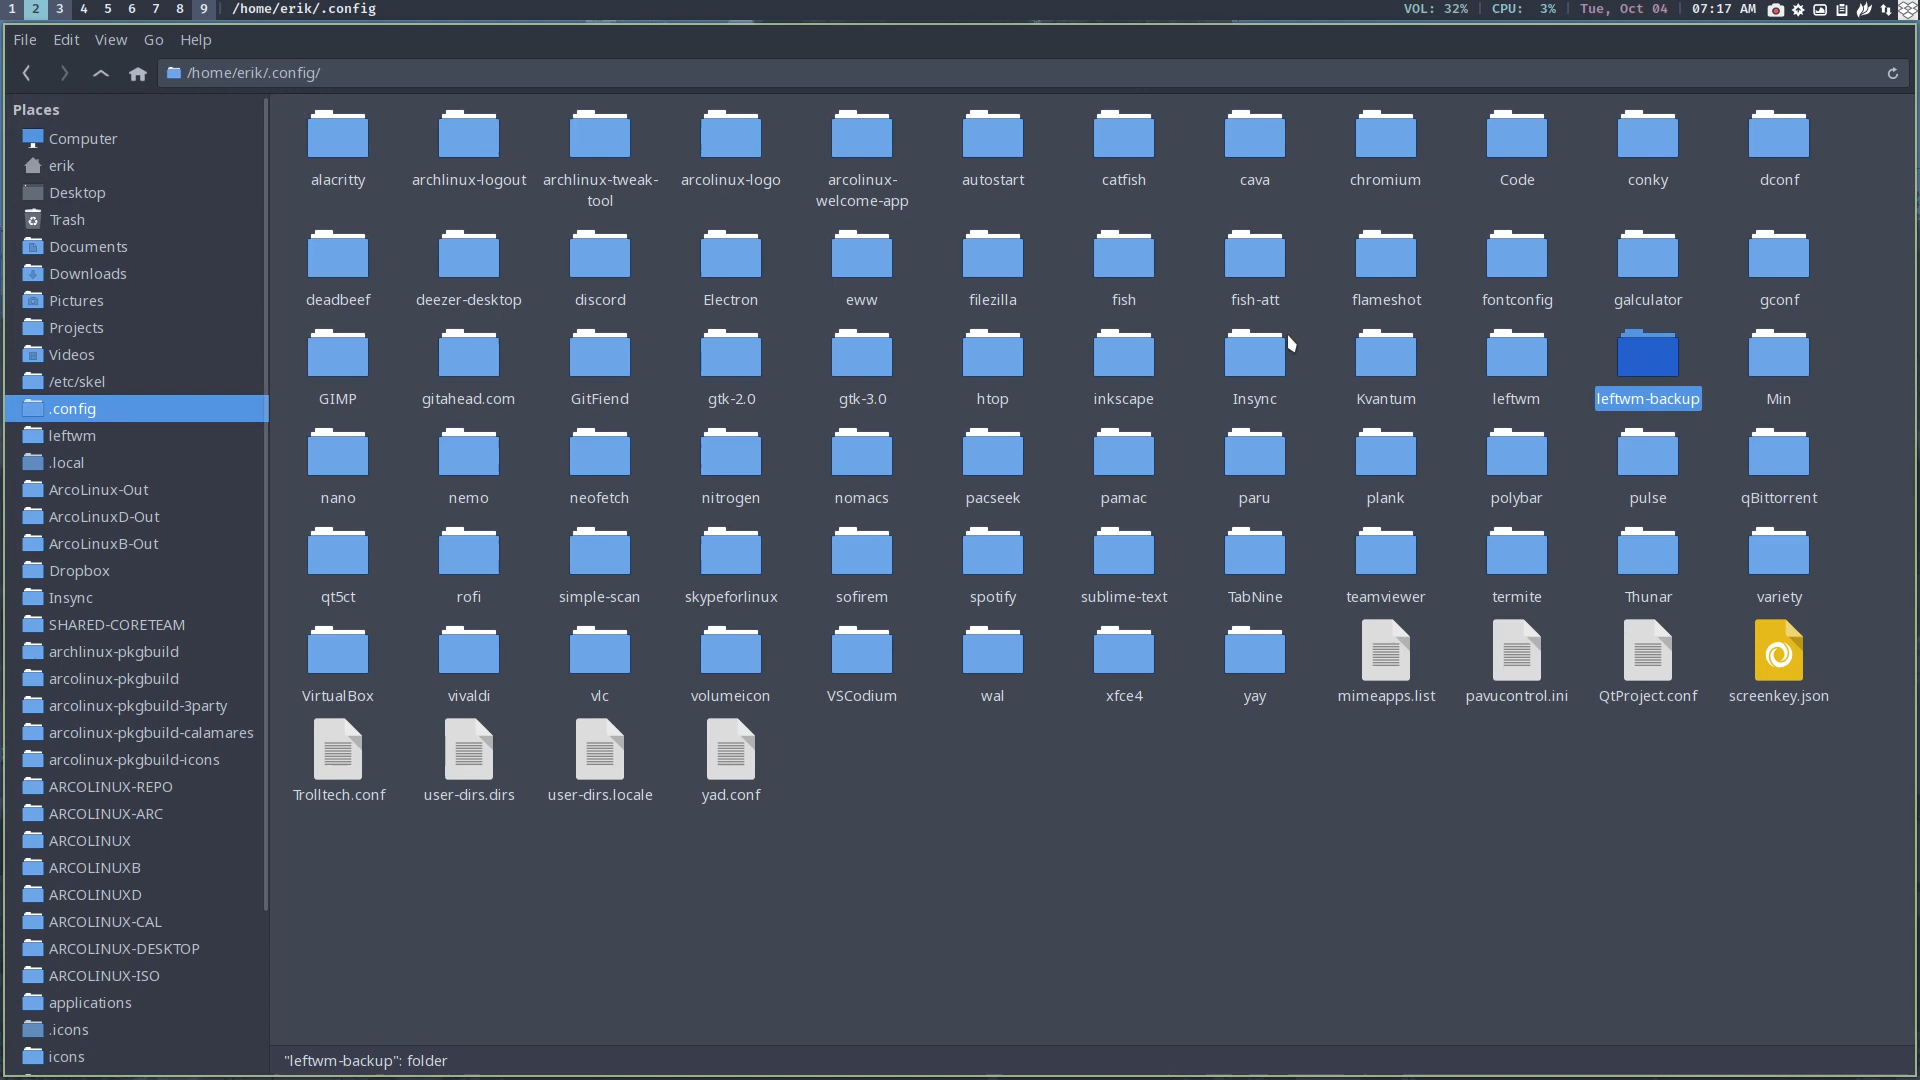 1 2 3 4 5 6 7 8 9 /home/erik/.config VOL: 32% CPU: 3% Tue, Oct 04 07:17 AM
File Edit View Go Help
/home/erik/.config/
Places
Computer
erik
Desktop
Trash
Documents
Downloads
Pictures
Projects
Videos
/etc/skel
.config
leftwm
.local
ArcoLinux-Out
ArcoLinuxD-Out
ArcoLinuxB-Out
Dropbox
Insync
SHARED-CORETEAM
archlinux-pkgbuild
arcolinux-pkgbuild
arcolinux-pkgbuild-3party
arcolinux-pkgbuild-calamares
arcolinux-pkgbuild-icons
ARCOLINUX-REPO
ARCOLINUX-ARC
ARCOLINUX
ARCOLINUXB
ARCOLINUXD
ARCOLINUX-CAL
ARCOLINUX-DESKTOP
ARCOLINUX-ISO
applications
.icons
icons
alacritty archlinux-logout archlinux-tweak- arcolinux-logo arcolinux- autostart catfish cava chromium Code conky dconf
tool welcome-app
deadbeef deezer-desktop discord Electron eww filezilla fish fish-att flameshot fontconfig galculator gconf
GIMP gitahead.com GitFiend gtk-2.0 gtk-3.0 htop inkscape Insync Kvantum leftwm leftwm-backup Min
nano nemo neofetch nitrogen nomacs pacseek pamac paru plank polybar pulse qBittorrent
qt5ct rofi simple-scan skypeforlinux sofirem spotify sublime-text TabNine teamviewer termite Thunar variety
VirtualBox vivaldi vlc volumeicon VSCodium wal xfce4 yay mimeapps.list pavucontrol.ini QtProject.conf screenkey.json
Trolltech.conf user-dirs.dirs user-dirs.locale yad.conf
"leftwm-backup": folder